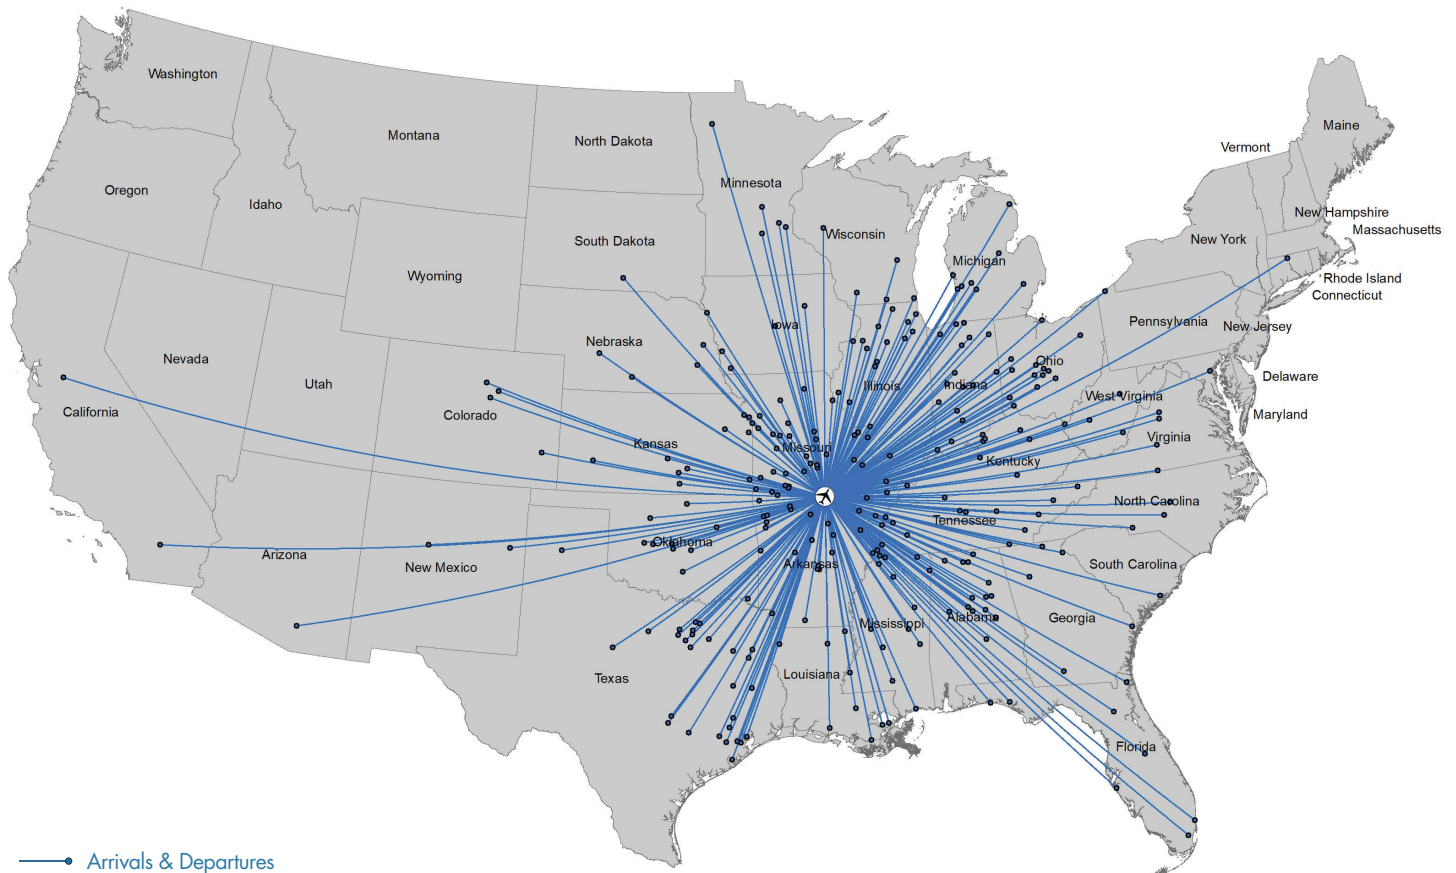 Washington
Montana
North Dakota
Minnesota
Maine
Vermont
Oregon
Idaho
New Hampshire
Massachusetts
South Dakota
Wisconsin
New York
Wyoming
Michigan
Rhode Island
Connecticut
Iowa
Pennsylvania
New Jersey
Nebraska
Nevada
Utah
Ohio
Illinois
Indiana
Delaware
California
Colorado
West Virginia
Maryland
Kansas
Missouri
Virginia
Kentucky
North Carolina
Tennessee
Arizona
New Mexico
Oklahoma
Arkansas
South Carolina
Mississippi
Alabama
Georgia
Texas
Louisiana
Florida
Arrivals & Departures